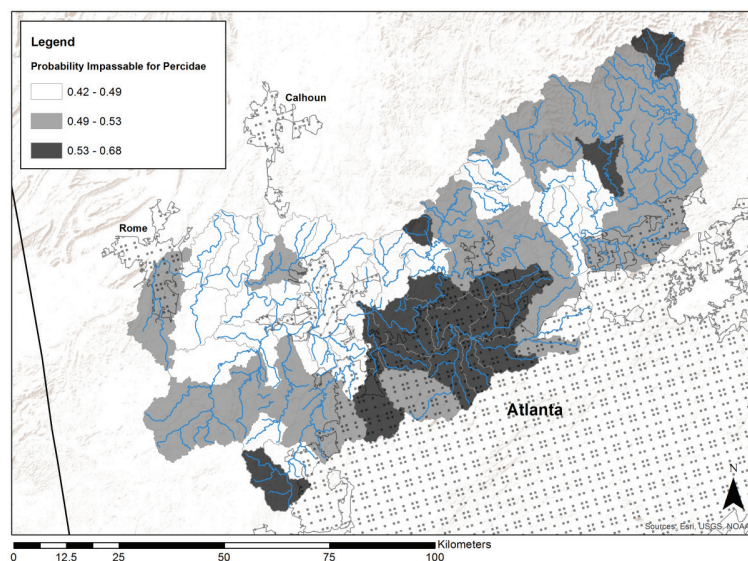 Legend
Probability Impassable for Percidae
0.42 - 0.49
0.49 - 0.53
0.53 - 0.68
Calhoun
Rome
Atlanta
N
Sources: Esri, USGS, NOAA
Kilometers
0 12.5 25 50 75 100